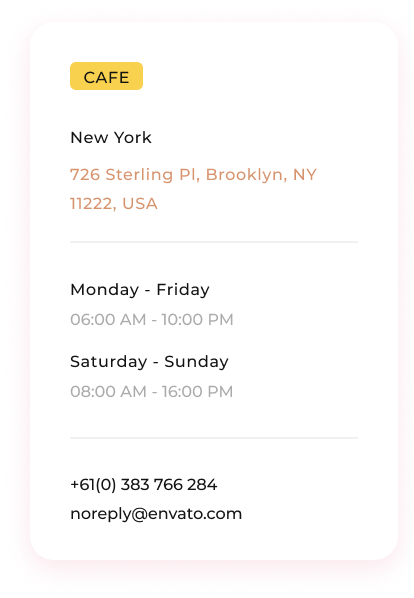 CAFE
New York
726 Sterling Pl, Brooklyn, NY
11222, USA
Monday - Friday
06:00 AM - 10:00 PM
Saturday - Sunday
08:00 AM - 16:00 PM
+61(0) 383 766 284
noreply@envato.com